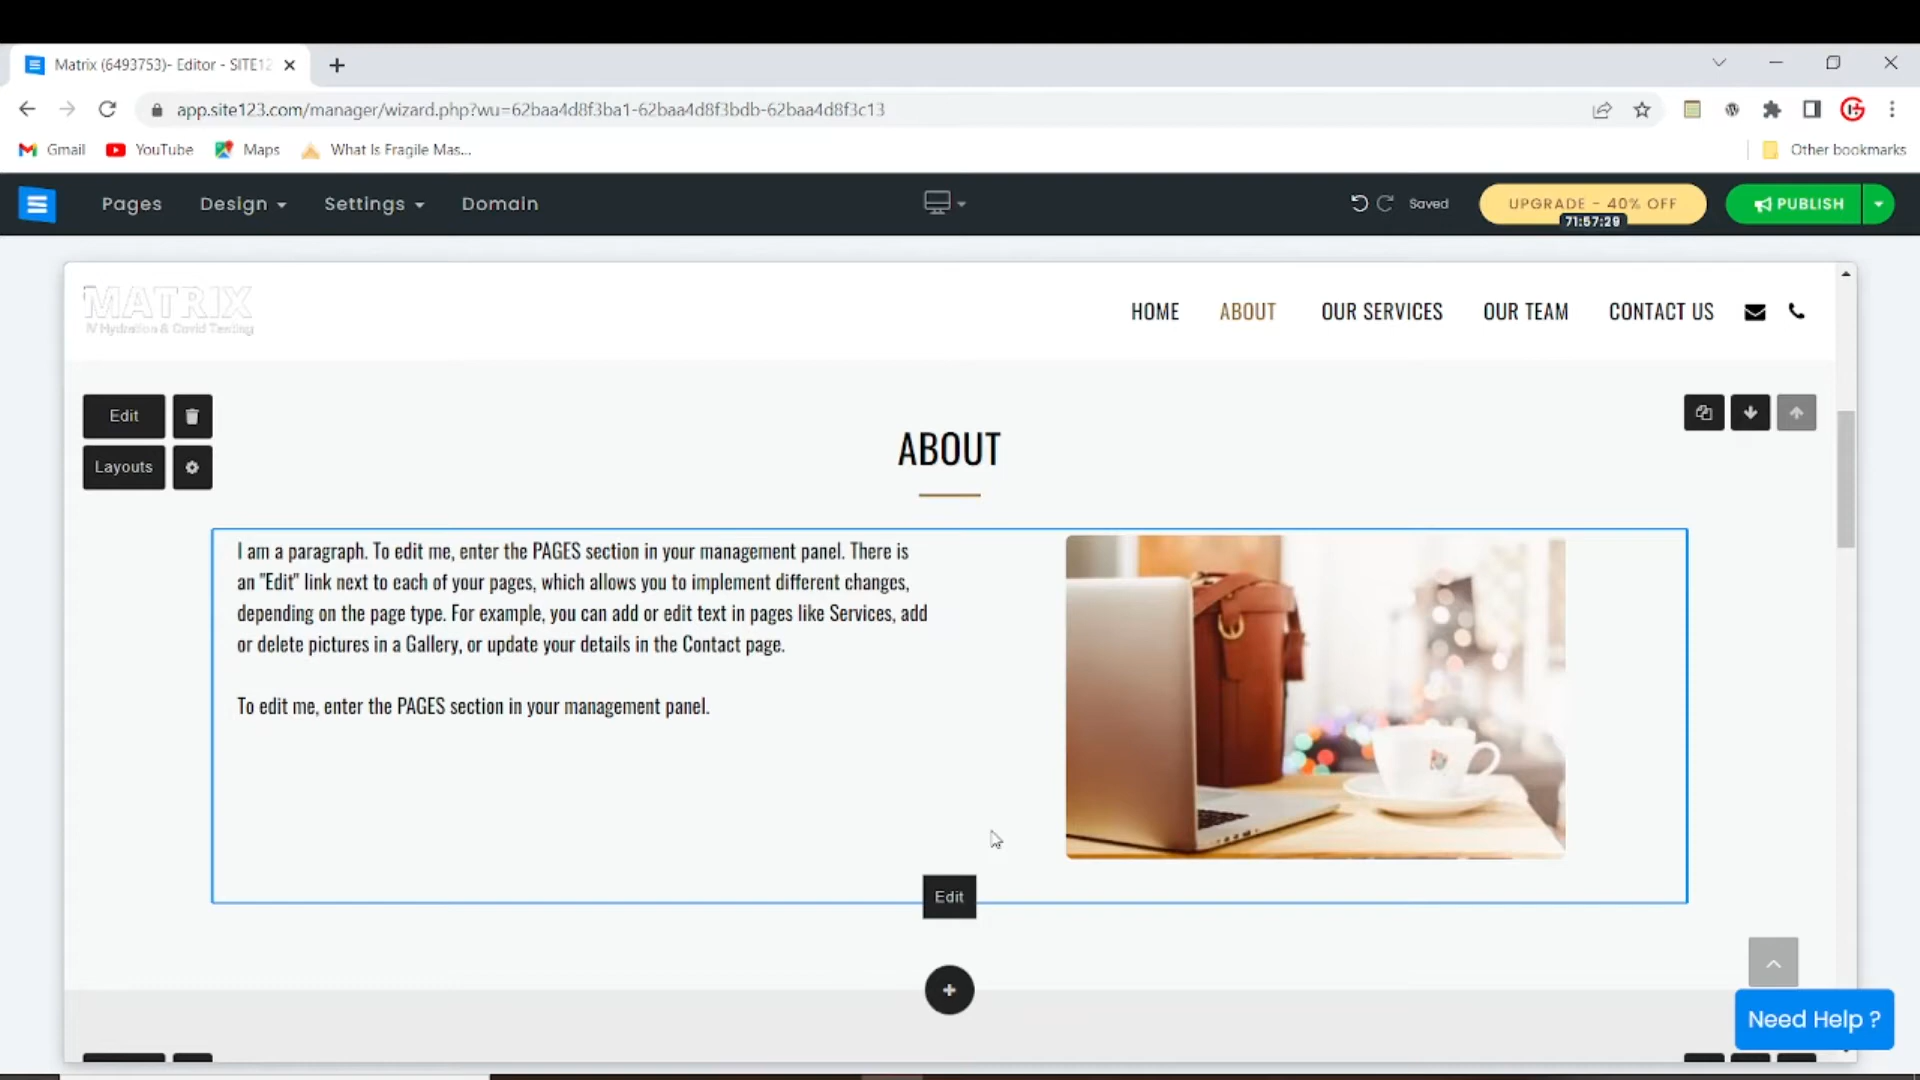 Matrix (6493753)- Editor - SITE12
app.site123.com/manager/wizard.php?wu=62baa4d8f3ba1-62baa4d8f3bdb-62baa4d8f3c13
Gmail YouTube Maps What Is Fragile Mas... Other bookmarks
Pages Design Settings Domain Saved UPGRADE - 40% OFF PUBLISH
71:57:29
MATRIX
IV Hydration & Covid Testing
HOME ABOUT OUR SERVICES OUR TEAM CONTACT US
Edit
Layouts
ABOUT
I am a paragraph. To edit me, enter the PAGES section in your management panel. There is
an "Edit" link next to each of your pages, which allows you to implement different changes,
depending on the page type. For example, you can add or edit text in pages like Services, add
or delete pictures in a Gallery, or update your details in the Contact page.
To edit me, enter the PAGES section in your management panel.
Edit
Need Help ?